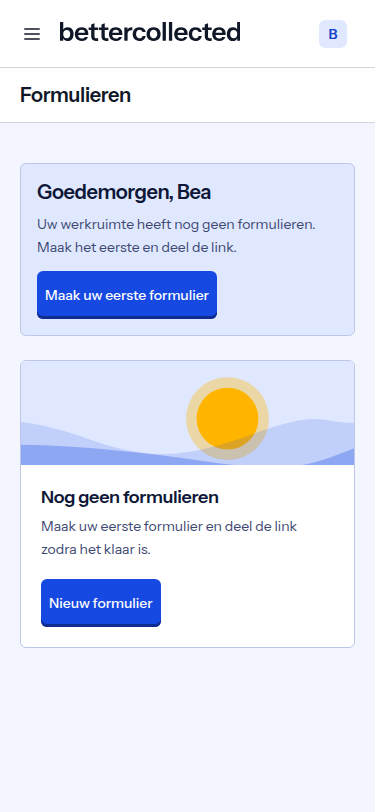 bettercollected
B
Formulieren
Goedemorgen, Bea
Uw werkruimte heeft nog geen formulieren.
Maak het eerste en deel de link.
Maak uw eerste formulier
Nog geen formulieren
Maak uw eerste formulier en deel de link
zodra het klaar is.
Nieuw formulier